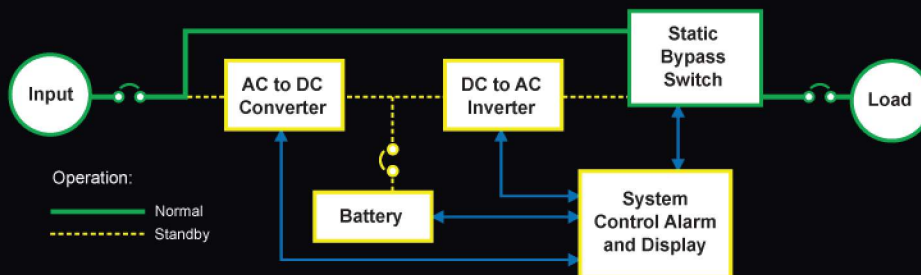 Static
Bypass
Switch
Input
AC to DC
Converter
DC to AC
Inverter
Load
Operation:
Normal
Standby
Battery
System
Control Alarm
and Display